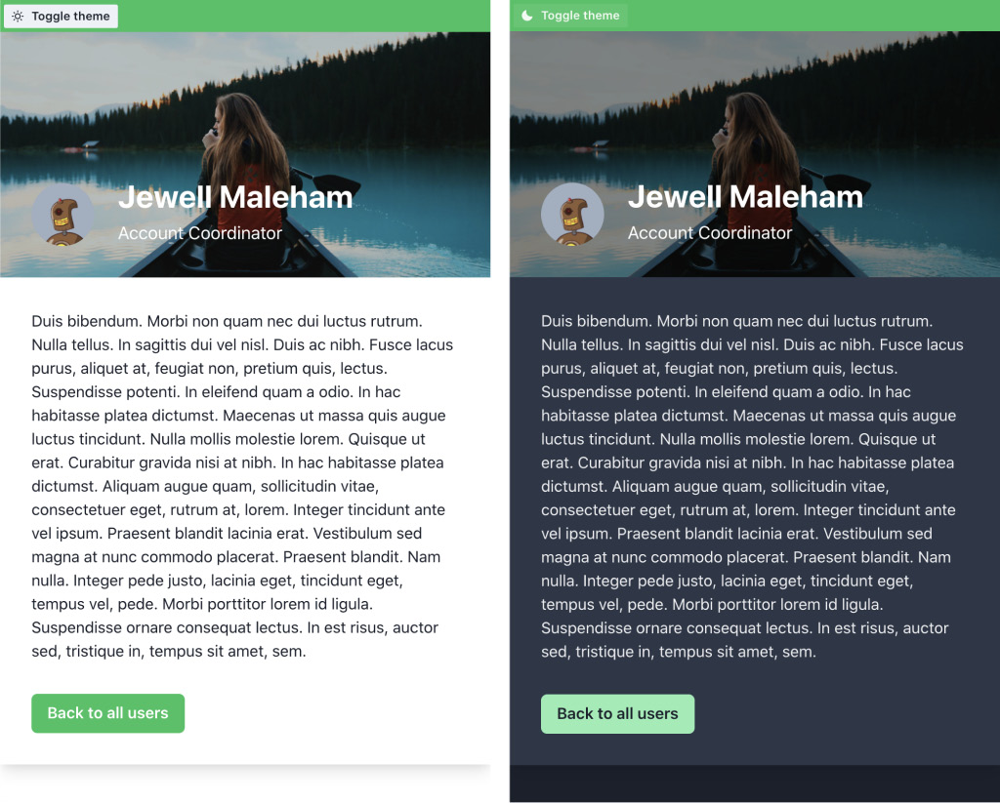 Toggle theme
Jewell Maleham
Account Coordinator
Duis bibendum. Morbi non quam nec dui luctus rutrum.
Nulla tellus. In sagittis dui vel nisl. Duis ac nibh. Fusce lacus
purus, aliquet at, feugiat non, pretium quis, lectus.
Suspendisse potenti. In eleifend quam a odio. In hac
habitasse platea dictumst. Maecenas ut massa quis augue
luctus tincidunt. Nulla mollis molestie lorem. Quisque ut
erat. Curabitur gravida nisi at nibh. In hac habitasse platea
dictumst. Aliquam augue quam, sollicitudin vitae,
consectetuer eget, rutrum at, lorem. Integer tincidunt ante
vel ipsum. Praesent blandit lacinia erat. Vestibulum sed
magna at nunc commodo placerat. Praesent blandit. Nam
nulla. Integer pede justo, lacinia eget, tincidunt eget,
tempus vel, pede. Morbi porttitor lorem id ligula.
Suspendisse ornare consequat lectus. In est risus, auctor
sed, tristique in, tempus sit amet, sem.
Back to all users
Toggle theme
Jewell Maleham
Account Coordinator
Duis bibendum. Morbi non quam nec dui luctus rutrum.
Nulla tellus. In sagittis dui vel nisl. Duis ac nibh. Fusce lacus
purus, aliquet at, feugiat non, pretium quis, lectus.
Suspendisse potenti. In eleifend quam a odio. In hac
habitasse platea dictumst. Maecenas ut massa quis augue
luctus tincidunt. Nulla mollis molestie lorem. Quisque ut
erat. Curabitur gravida nisi at nibh. In hac habitasse platea
dictumst. Aliquam augue quam, sollicitudin vitae,
consectetuer eget, rutrum at, lorem. Integer tincidunt ante
vel ipsum. Praesent blandit lacinia erat. Vestibulum sed
magna at nunc commodo placerat. Praesent blandit. Nam
nulla. Integer pede justo, lacinia eget, tincidunt eget,
tempus vel, pede. Morbi porttitor lorem id ligula.
Suspendisse ornare consequat lectus. In est risus, auctor
sed, tristique in, tempus sit amet, sem.
Back to all users